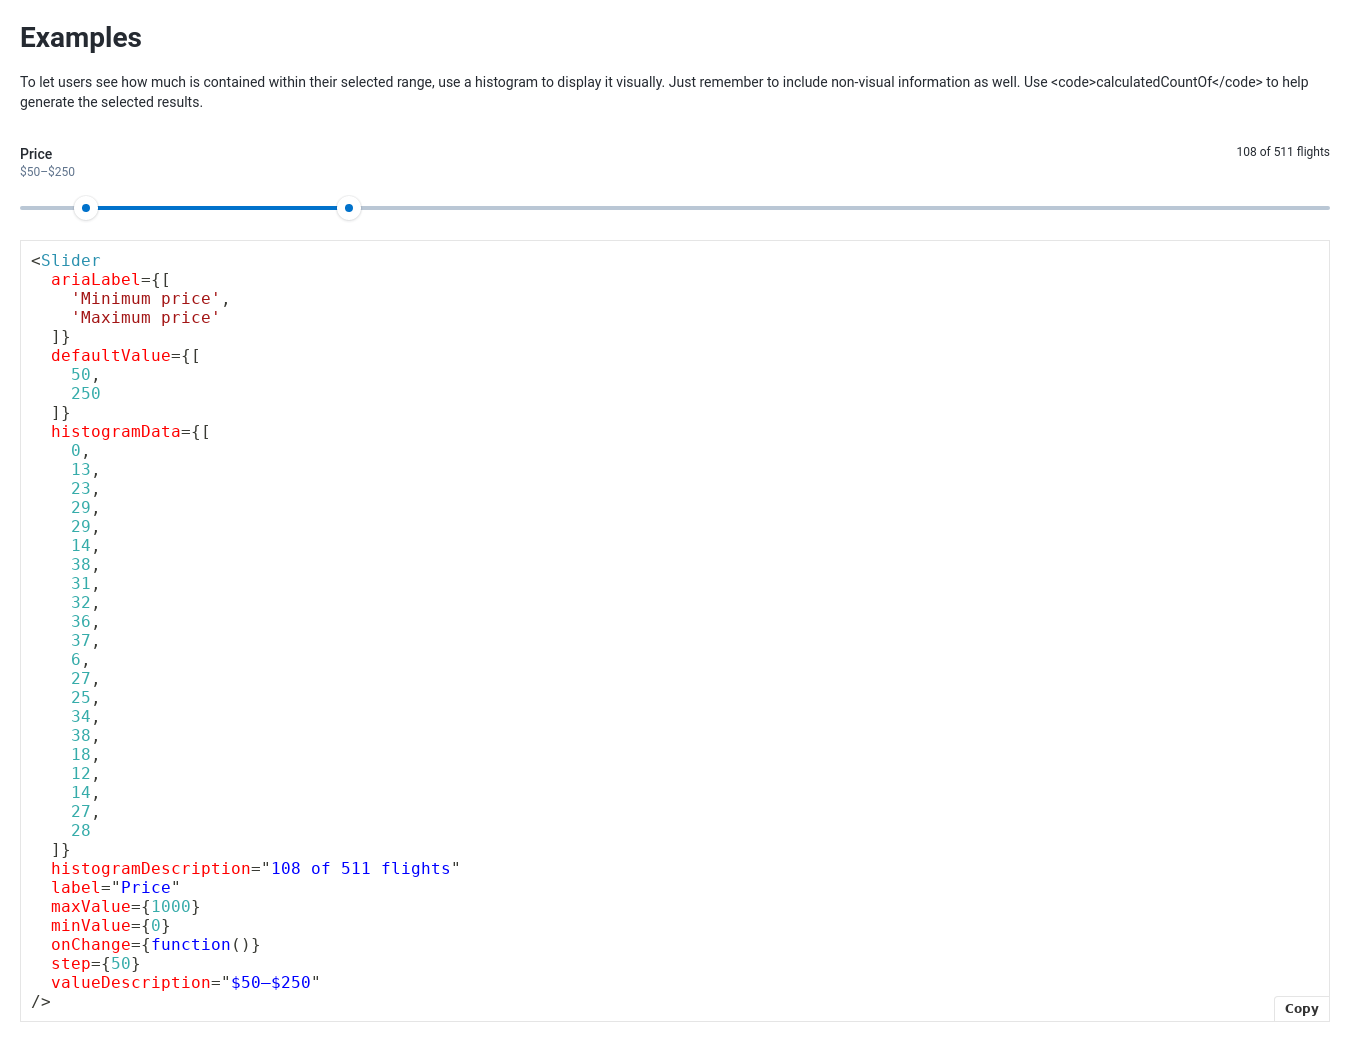 Examples
To let users see how much is contained within their selected range, use a histogram to display it visually. Just remember to include non-visual information as well. Use <code>calculatedCountOf</code> to help
generate the selected results.
Price
108 of 511 flights
$50–$250
<Slider
  ariaLabel={[
    'Minimum price',
    'Maximum price'
  ]}
  defaultValue={[
    50,
    250
  ]}
  histogramData={[
    0,
    13,
    23,
    29,
    29,
    14,
    38,
    31,
    32,
    36,
    37,
    6,
    27,
    25,
    34,
    38,
    18,
    12,
    14,
    27,
    28
  ]}
  histogramDescription="108 of 511 flights"
  label="Price"
  maxValue={1000}
  minValue={0}
  onChange={function()}
  step={50}
  valueDescription="$50–$250"
/>
Copy